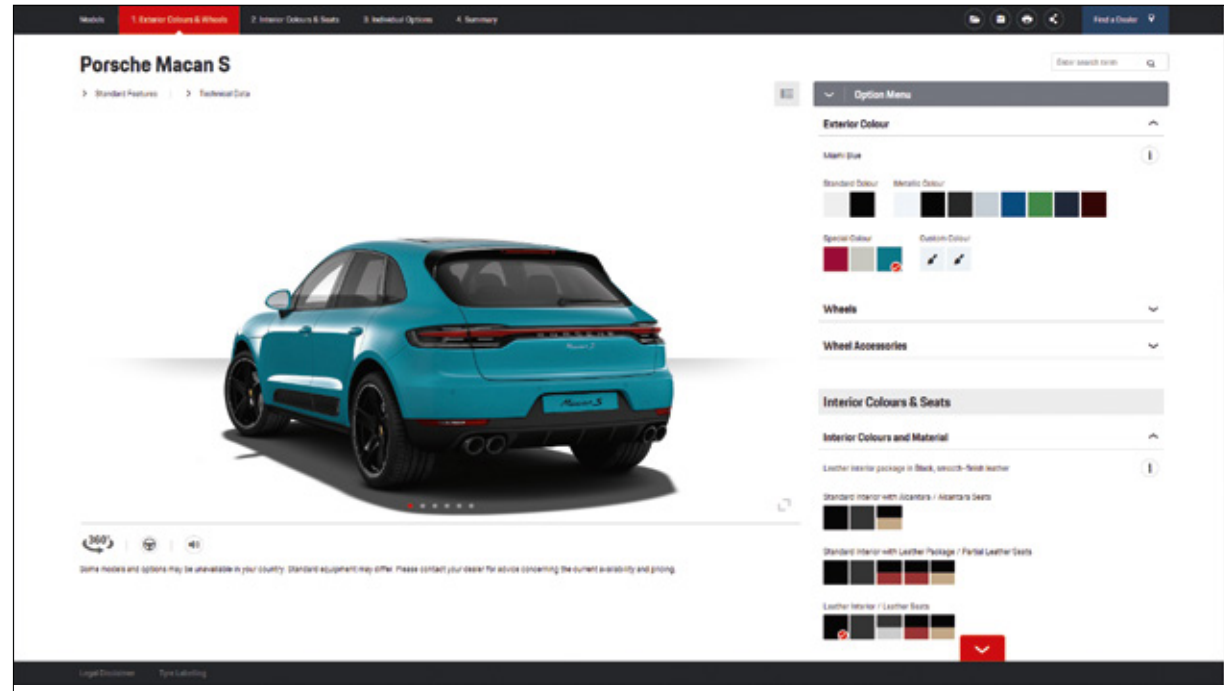 Models 1. Exterior Colours & Wheels 2. Interior Colours & Seats 3. Individual Options 4. Summary Find a Dealer
Porsche Macan S
Enter search term
Standard Features Technical Data
Option Menu
Exterior Colour
Miami Blue
Standard Colour Metallic Colour
Special Colour Custom Colour
PORSCHE
Macan S
Macan S
Wheels
Wheel Accessories
Interior Colours & Seats
Interior Colours and Material
Leather interior package in Black, smooth-finish leather
Standard Interior with Alcantara / Alcantara Seats
360°
Standard Interior with Leather Package / Partial Leather Seats
Some models and options may be unavailable in your country. Standard equipment may differ. Please contact your dealer for advice concerning the current availability and pricing.
Leather Interior / Leather Seats
Legal Disclaimer Tyre Labelling